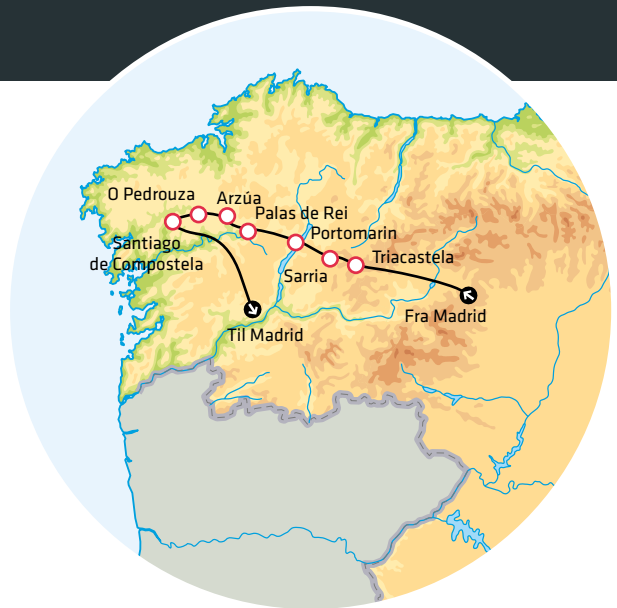 O Pedrouza
Arzúa
Palas de Rei
Portomarin
Santiago
de Compostela
Triacastela
Sarria
Fra Madrid
Til Madrid